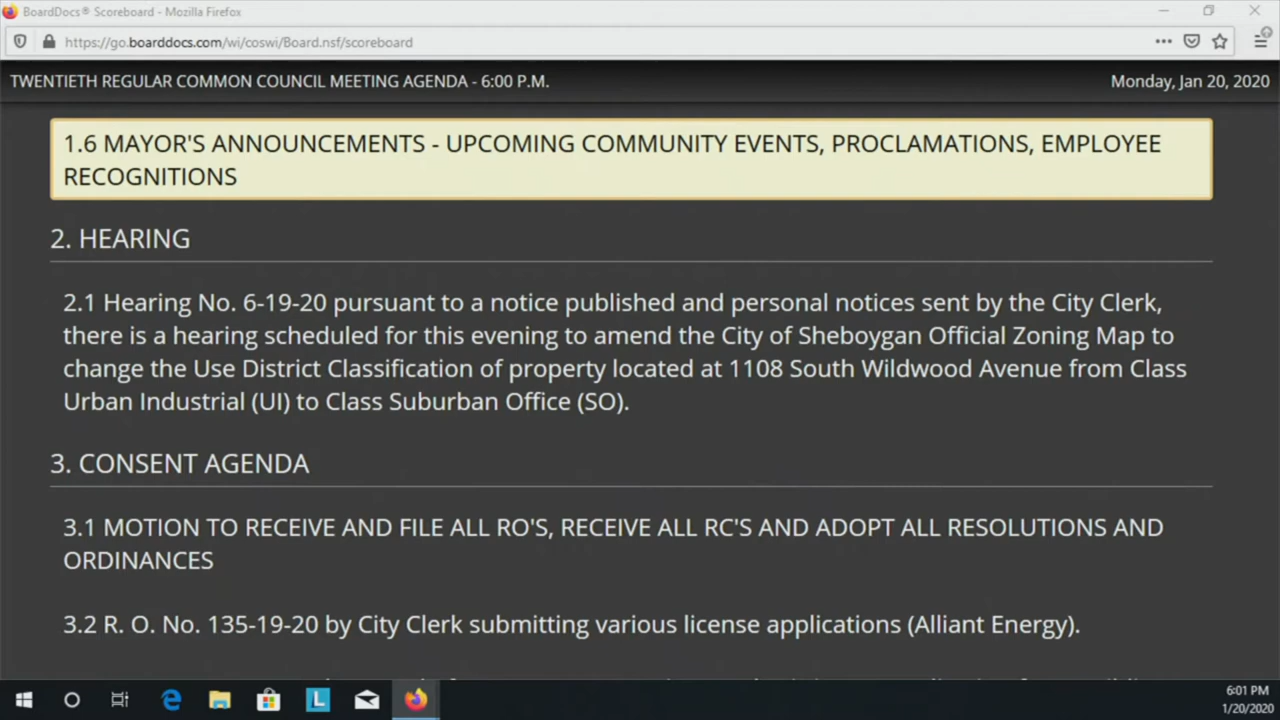 BoardDocs® Scoreboard - Mozilla Firefox
https://go.boarddocs.com/wi/coswi/Board.nsf/scoreboard
TWENTIETH REGULAR COMMON COUNCIL MEETING AGENDA - 6:00 P.M.
Monday, Jan 20, 2020
1.6 MAYOR'S ANNOUNCEMENTS - UPCOMING COMMUNITY EVENTS, PROCLAMATIONS, EMPLOYEE
RECOGNITIONS
2. HEARING
2.1 Hearing No. 6-19-20 pursuant to a notice published and personal notices sent by the City Clerk,
there is a hearing scheduled for this evening to amend the City of Sheboygan Official Zoning Map to
change the Use District Classification of property located at 1108 South Wildwood Avenue from Class
Urban Industrial (UI) to Class Suburban Office (SO).
3. CONSENT AGENDA
3.1 MOTION TO RECEIVE AND FILE ALL RO'S, RECEIVE ALL RC'S AND ADOPT ALL RESOLUTIONS AND
ORDINANCES
3.2 R. O. No. 135-19-20 by City Clerk submitting various license applications (Alliant Energy).
L
6:01 PM
1/20/2020